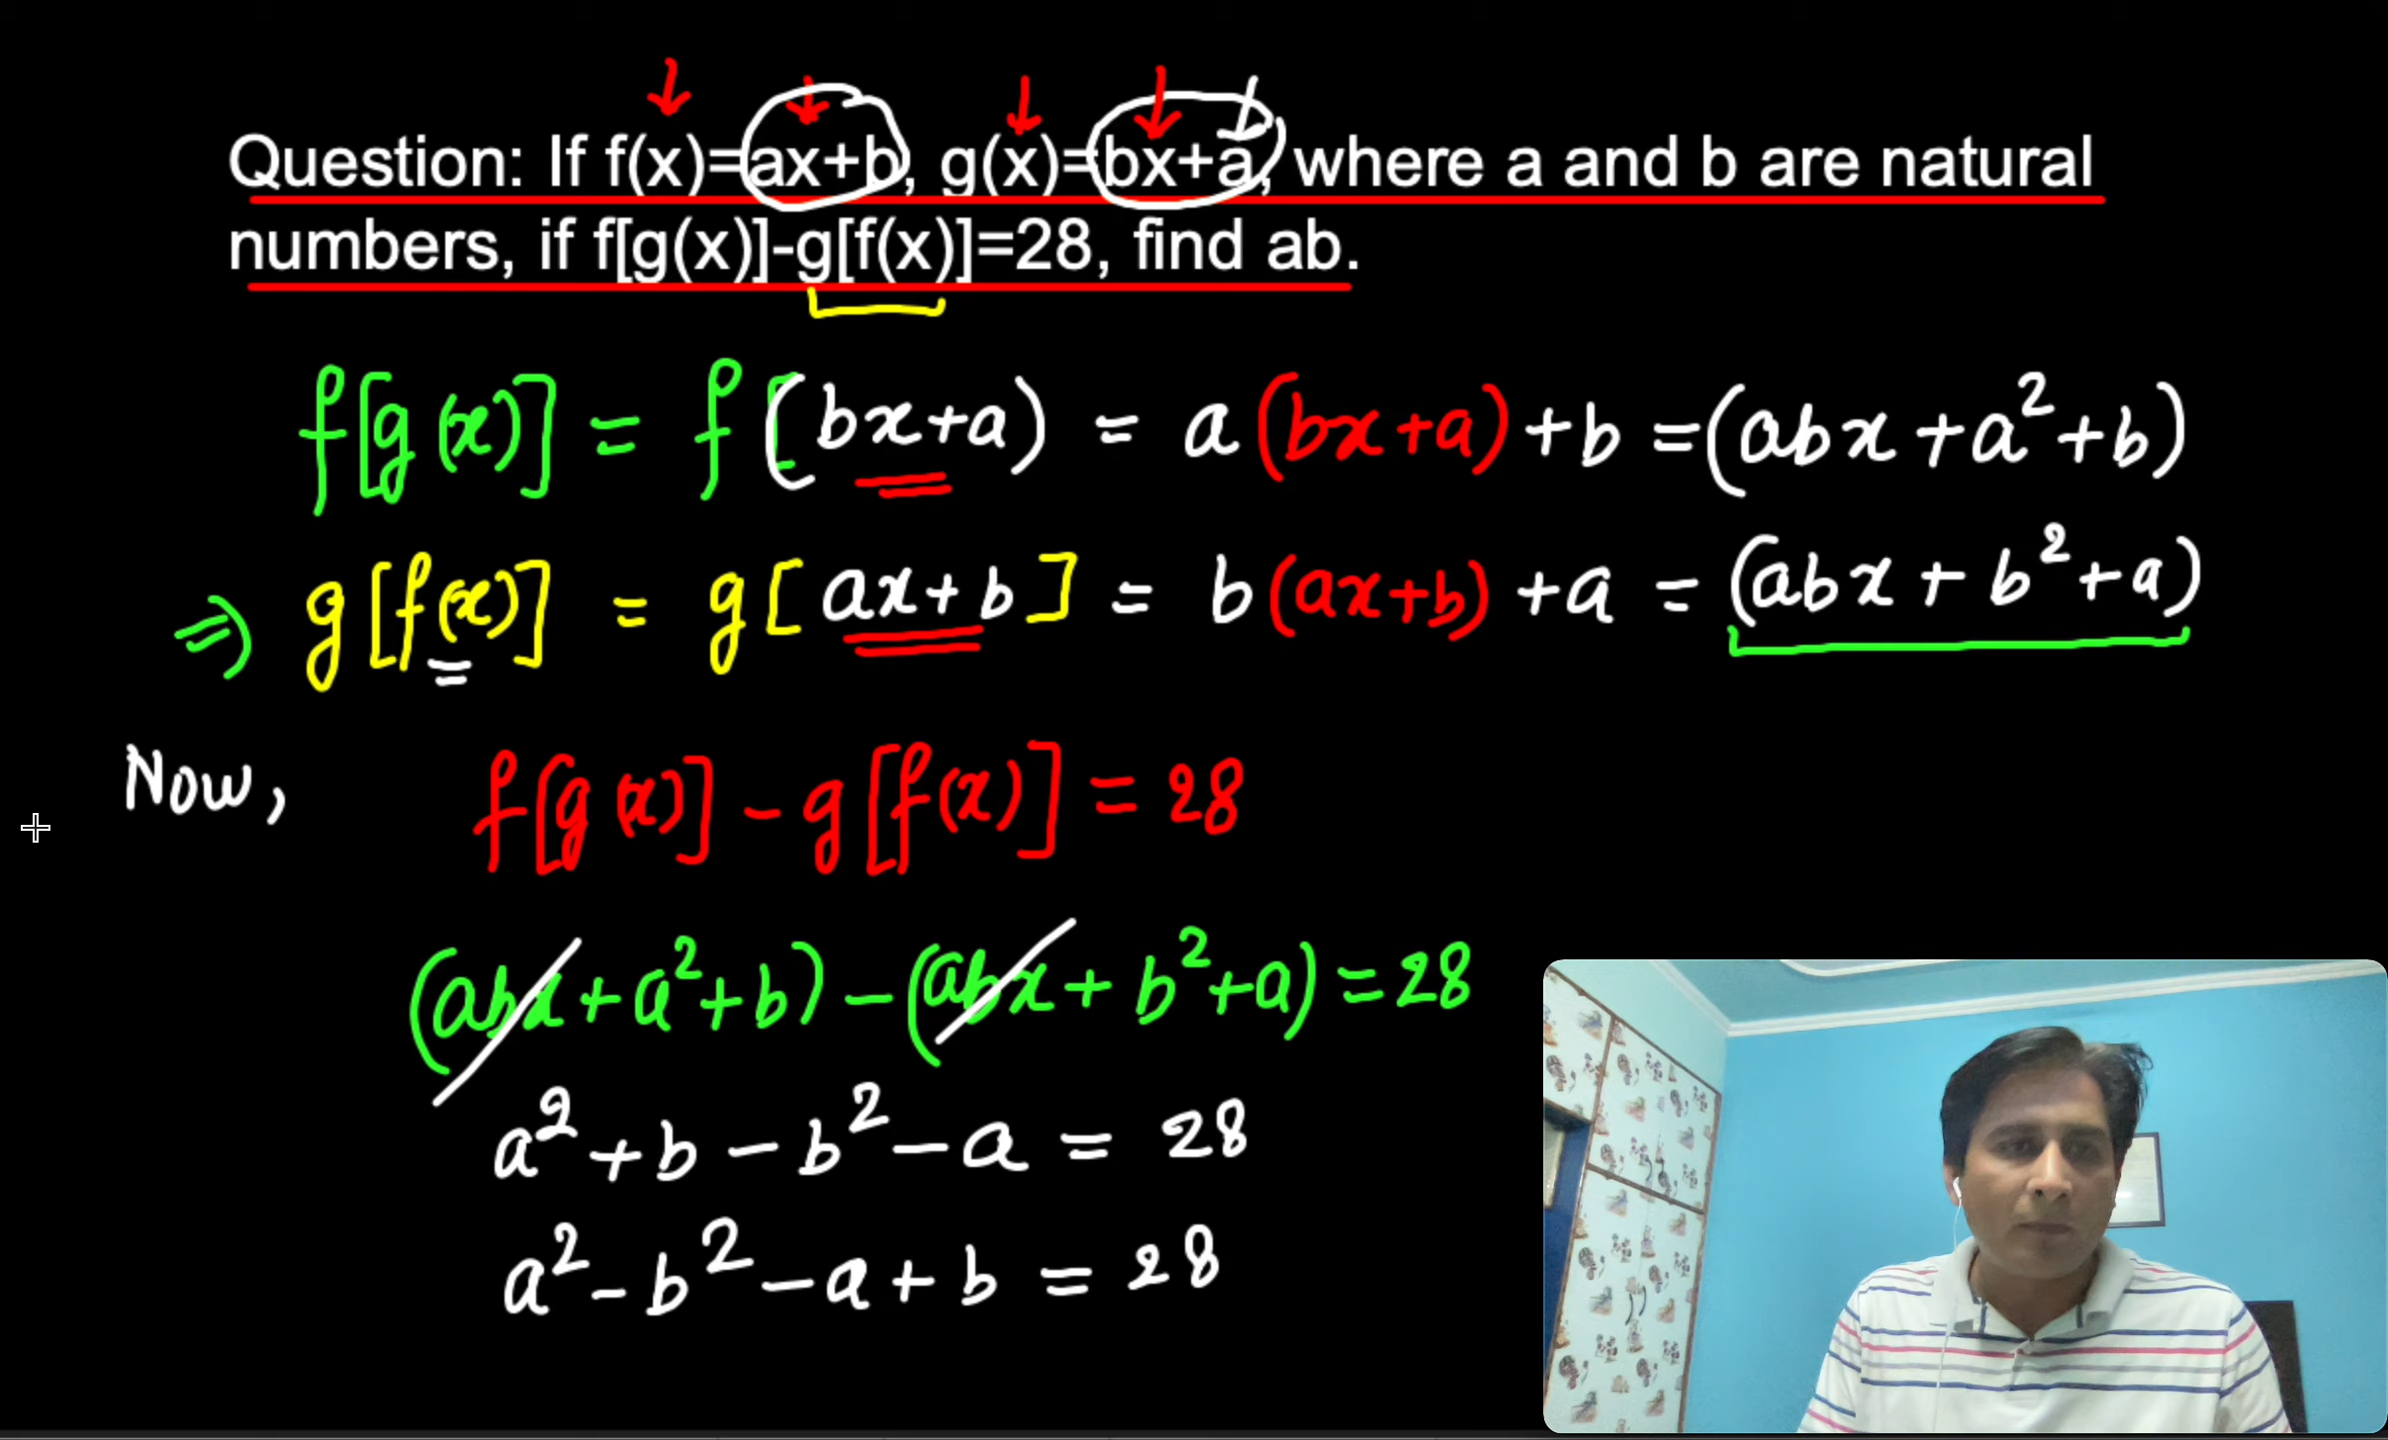 Question: If f(x)=ax+b, g(x)=bx+a, where a and b are natural
b
numbers, if f[g(x)]-g[f(x)]=28, find ab.
f[g(x)] = f(bx+a) = a(bx+a)+b =(abx+a²+b)
⇒ g[f(x)] = g[ax+b] = b(ax+b)+a = (abx+b²+a)
Now, f[g(x)] - g[f(x)] = 28
(abx+a²+b) - (abx+b²+a) = 28
a²+b-b²-a = 28
a²-b²-a+b = 28